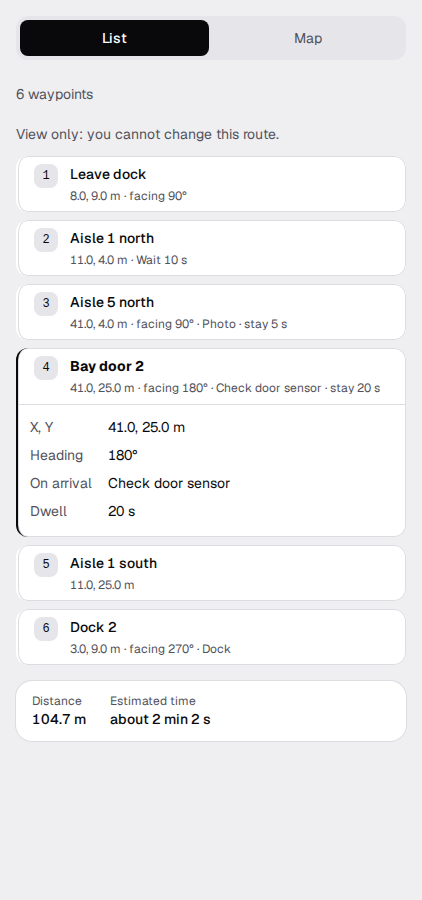 List
Map
6 waypoints
View only: you cannot change this route.
1
Leave dock
8.0, 9.0 m · facing 90°
2
Aisle 1 north
11.0, 4.0 m · Wait 10 s
3
Aisle 5 north
41.0, 4.0 m · facing 90° · Photo · stay 5 s
4
Bay door 2
41.0, 25.0 m · facing 180° · Check door sensor · stay 20 s
X, Y 41.0, 25.0 m
Heading 180°
On arrival Check door sensor
Dwell 20 s
5
Aisle 1 south
11.0, 25.0 m
6
Dock 2
3.0, 9.0 m · facing 270° · Dock
Distance
104.7 m
Estimated time
about 2 min 2 s